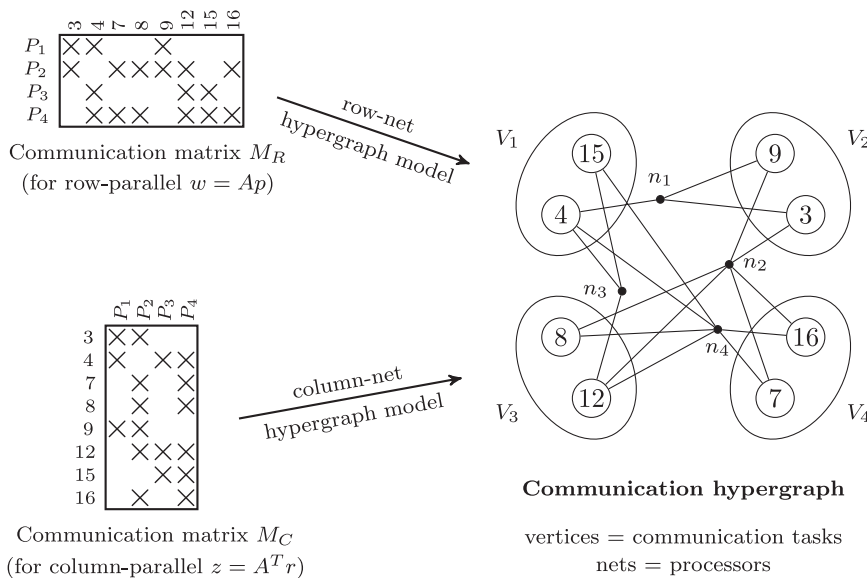 3 4 7 8 9 12 15 16
P₁
P₂
P₃
P₄
Communication matrix M_R
(for row-parallel w = Ap)
row-net
hypergraph model
P₁ P₂ P₃ P₄
3
4
7
8
9
12
15
16
Communication matrix M_C
(for column-parallel z = Aᵀr)
column-net
hypergraph model
V₁
15
4
V₂
9
3
n₁
n₂
n₃
n₄
8
12
V₃
16
7
V₄
Communication hypergraph
vertices = communication tasks
nets = processors